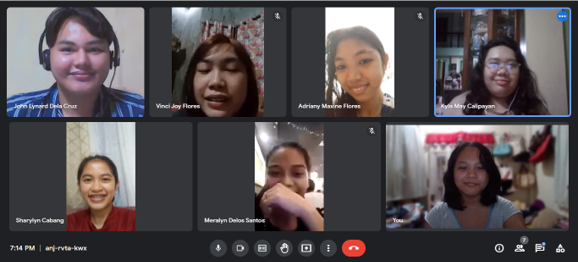 John Lynard Dela Cruz
Vinci Joy Flores
Adriany Maxine Flores
Kyla May Calipayan
Sharylyn Cabang
Meralyn Delos Santos
You
7:14 PM | anj-rvta-kwx
7